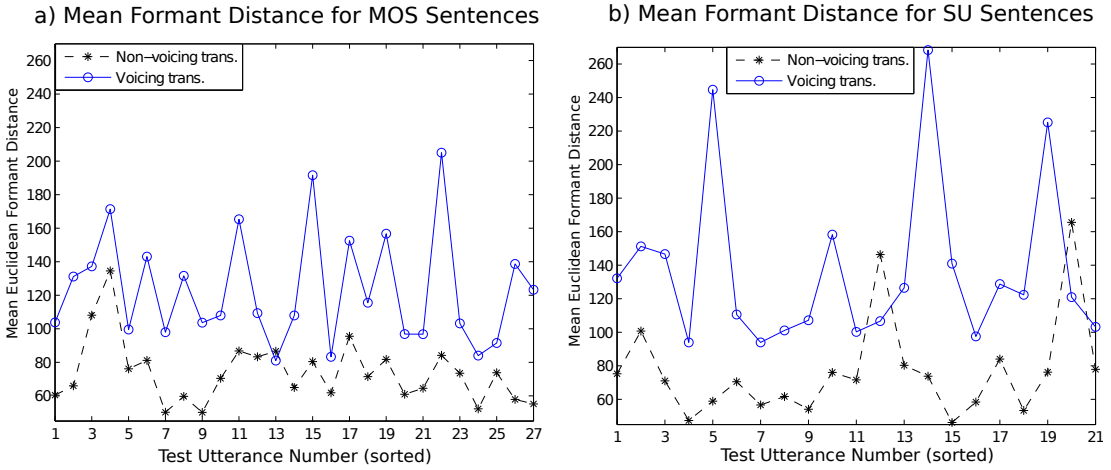 a) Mean Formant Distance for MOS Sentences
Mean Euclidean Formant Distance
260
240
220
200
180
160
140
120
100
80
60
Non-voicing trans.
Voicing trans.
1 3 5 7 9 11 13 15 17 19 21 23 25 27
Test Utterance Number (sorted)
b) Mean Formant Distance for SU Sentences
Mean Euclidean Formant Distance
260
240
220
200
180
160
140
120
100
80
60
Non-voicing trans.
Voicing trans.
1 3 5 7 9 11 13 15 17 19 21
Test Utterance Number (sorted)